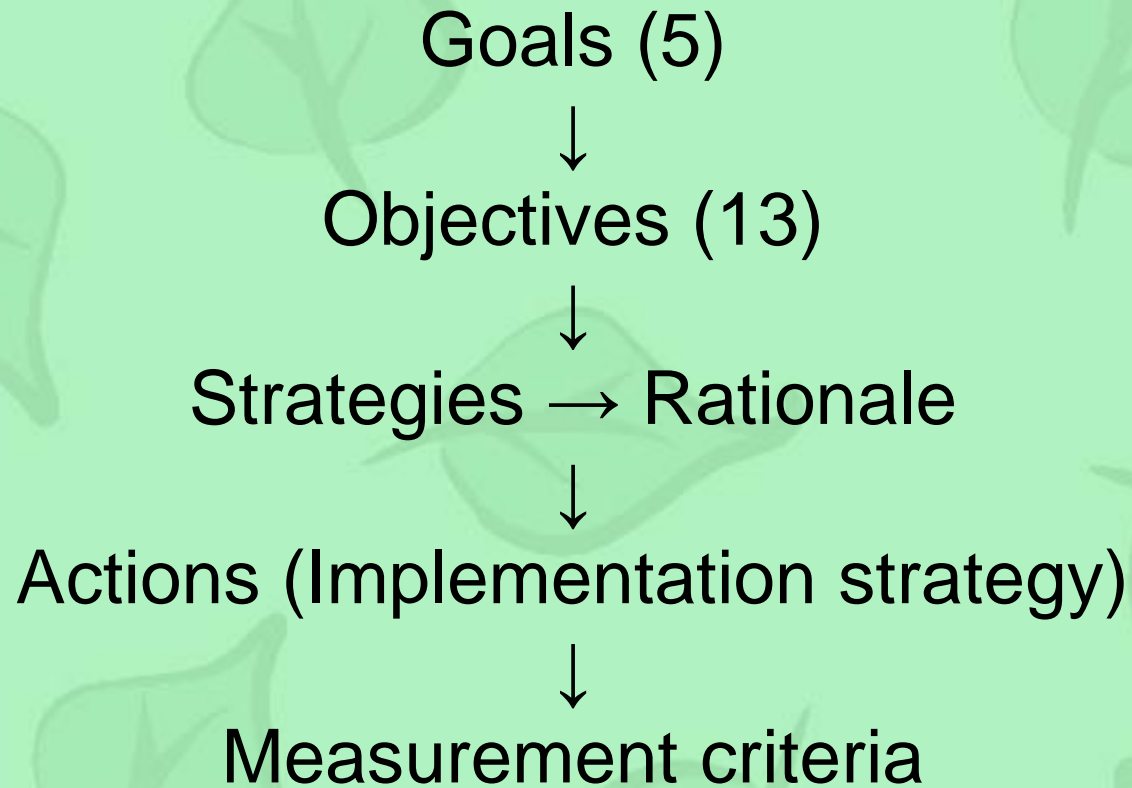 Goals (5)
↓
Objectives (13)
↓
Strategies → Rationale
↓
Actions (Implementation strategy)
↓
Measurement criteria